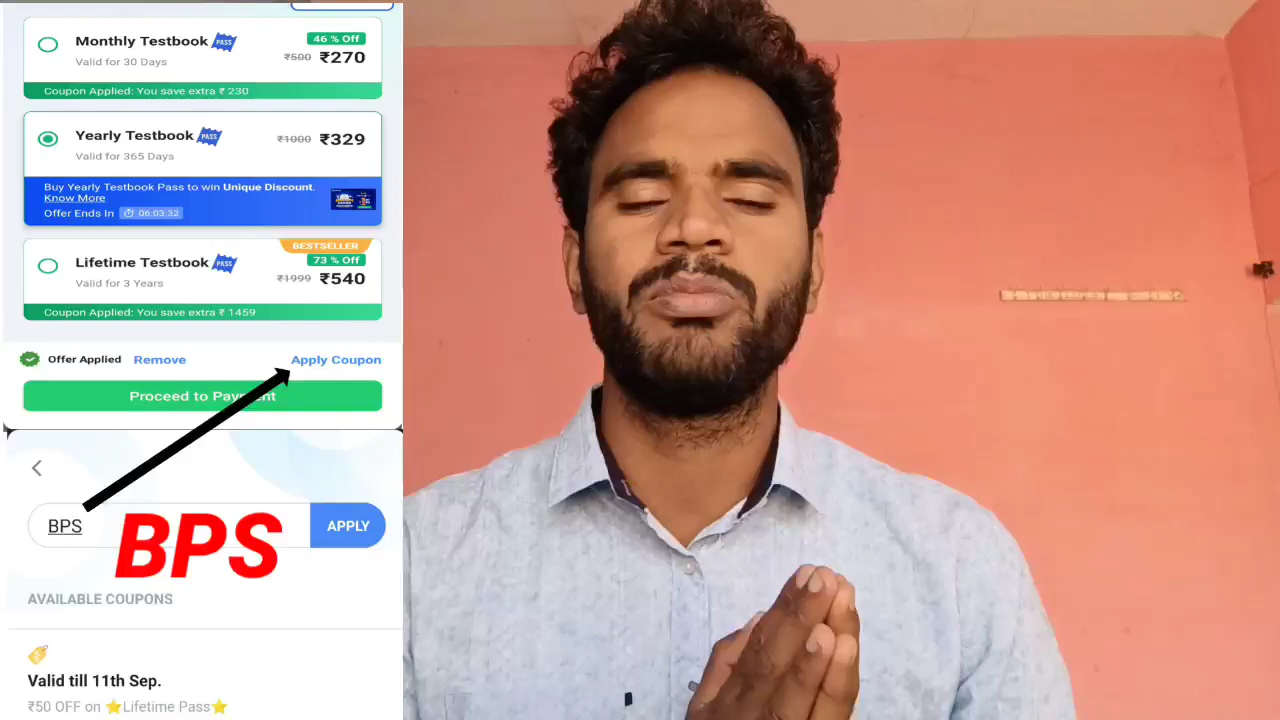 46 % Off
Monthly Testbook PASS
₹500 ₹270
Valid for 30 Days
Coupon Applied: You save extra ₹ 230
Yearly Testbook PASS
₹1000 ₹329
Valid for 365 Days
Buy Yearly Testbook Pass to win Unique Discount.
Know More
Offer Ends In 06:03:32
BESTSELLER
73 % Off
Lifetime Testbook PASS
₹1999 ₹540
Valid for 3 Years
Coupon Applied: You save extra ₹ 1459
Offer Applied Remove Apply Coupon
Proceed to Payment
BPS BPS APPLY
AVAILABLE COUPONS
Valid till 11th Sep.
₹50 OFF on ⭐Lifetime Pass⭐